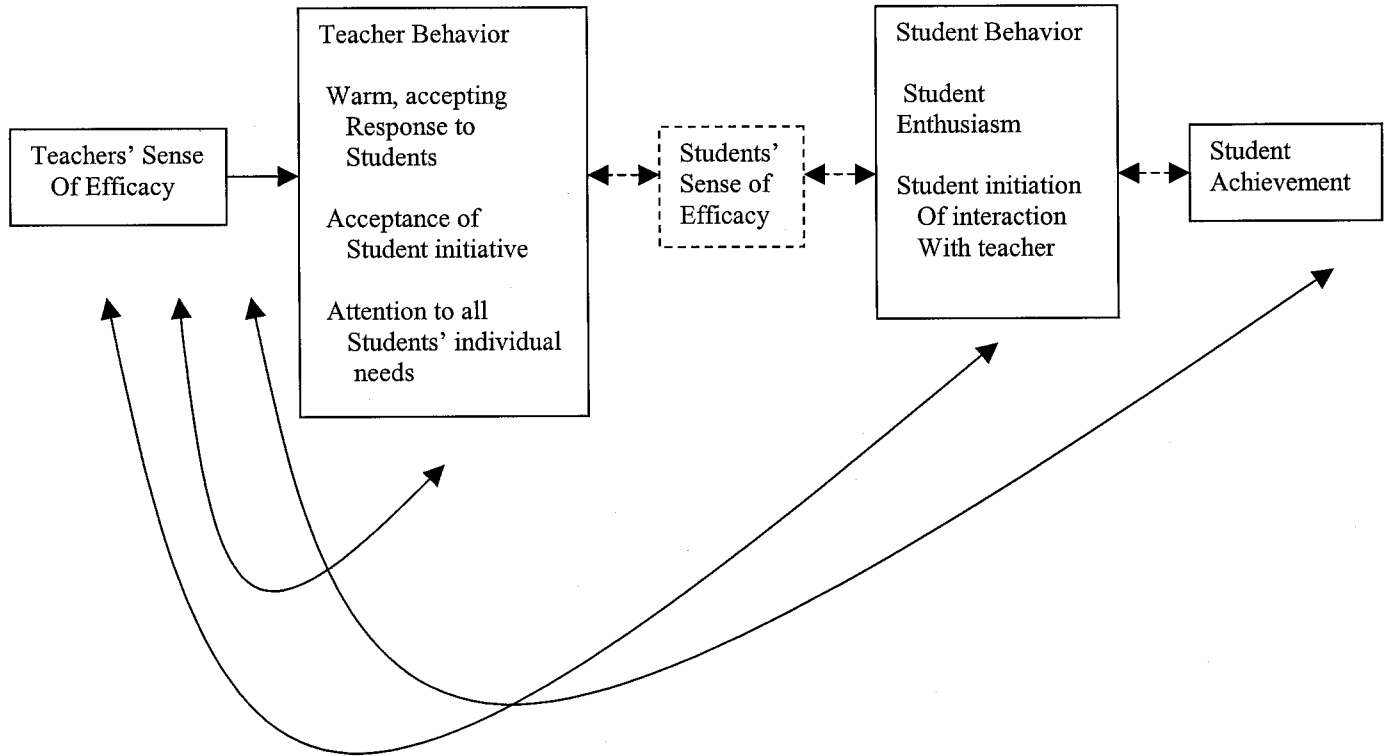 Teachers’ Sense
Of Efficacy
Teacher Behavior
Warm, accepting
Response to
Students
Acceptance of
Student initiative
Attention to all
Students’ individual
needs
Students’
Sense of
Efficacy
Student Behavior
Student
Enthusiasm
Student initiation
Of interaction
With teacher
Student
Achievement